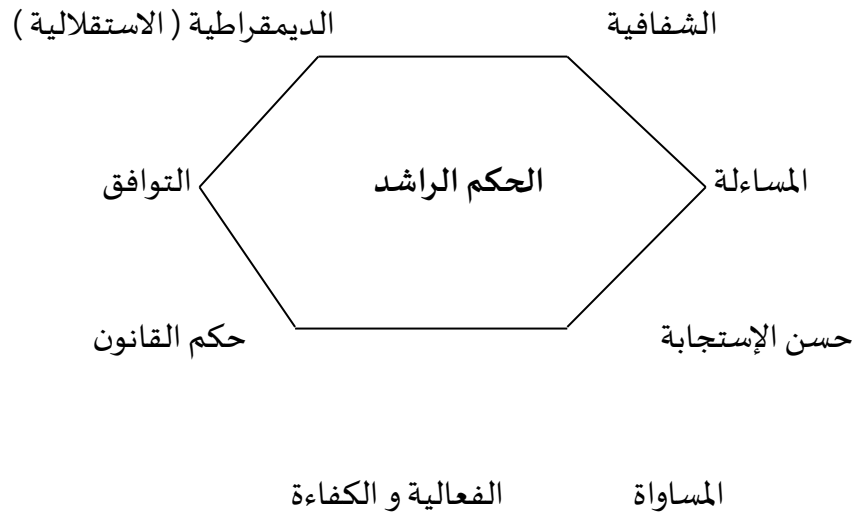 الشفافية الديمقراطية ( الاستقلالية )
المساءلة الحكم الراشد التوافق
حسن الإستجابة حكم القانون
المساواة الفعالية و الكفاءة